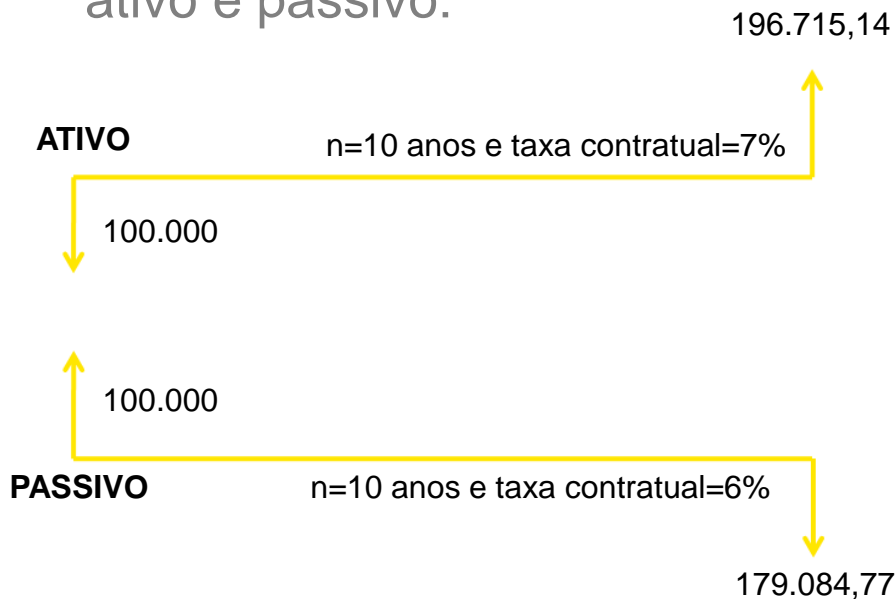 ativo e passivo.
196.715,14
ATIVO
n=10 anos e taxa contratual=7%
100.000
100.000
PASSIVO
n=10 anos e taxa contratual=6%
179.084,77